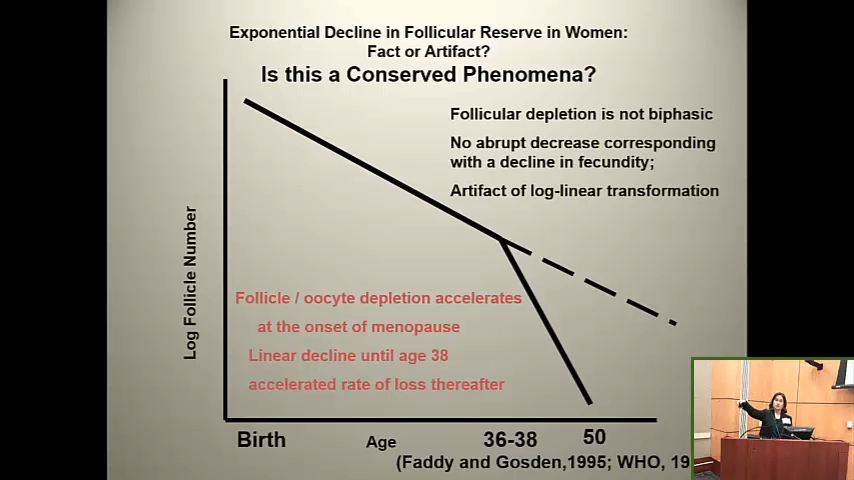 Exponential Decline in Follicular Reserve in Women:
Fact or Artifact?
Is this a Conserved Phenomena?
Follicular depletion is not biphasic
No abrupt decrease corresponding
with a decline in fecundity;
Artifact of log-linear transformation
Log Follicle Number
Follicle / oocyte depletion accelerates
at the onset of menopause
Linear decline until age 38
accelerated rate of loss thereafter
Birth Age 36-38 50
(Faddy and Gosden,1995; WHO, 19